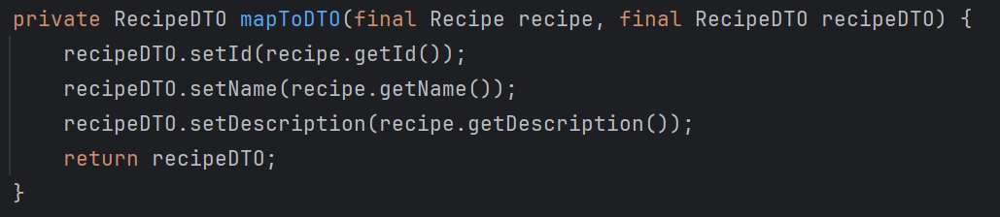 private RecipeDTO mapToDTO(final Recipe recipe, final RecipeDTO recipeDTO) {
    recipeDTO.setId(recipe.getId());
    recipeDTO.setName(recipe.getName());
    recipeDTO.setDescription(recipe.getDescription());
    return recipeDTO;
}